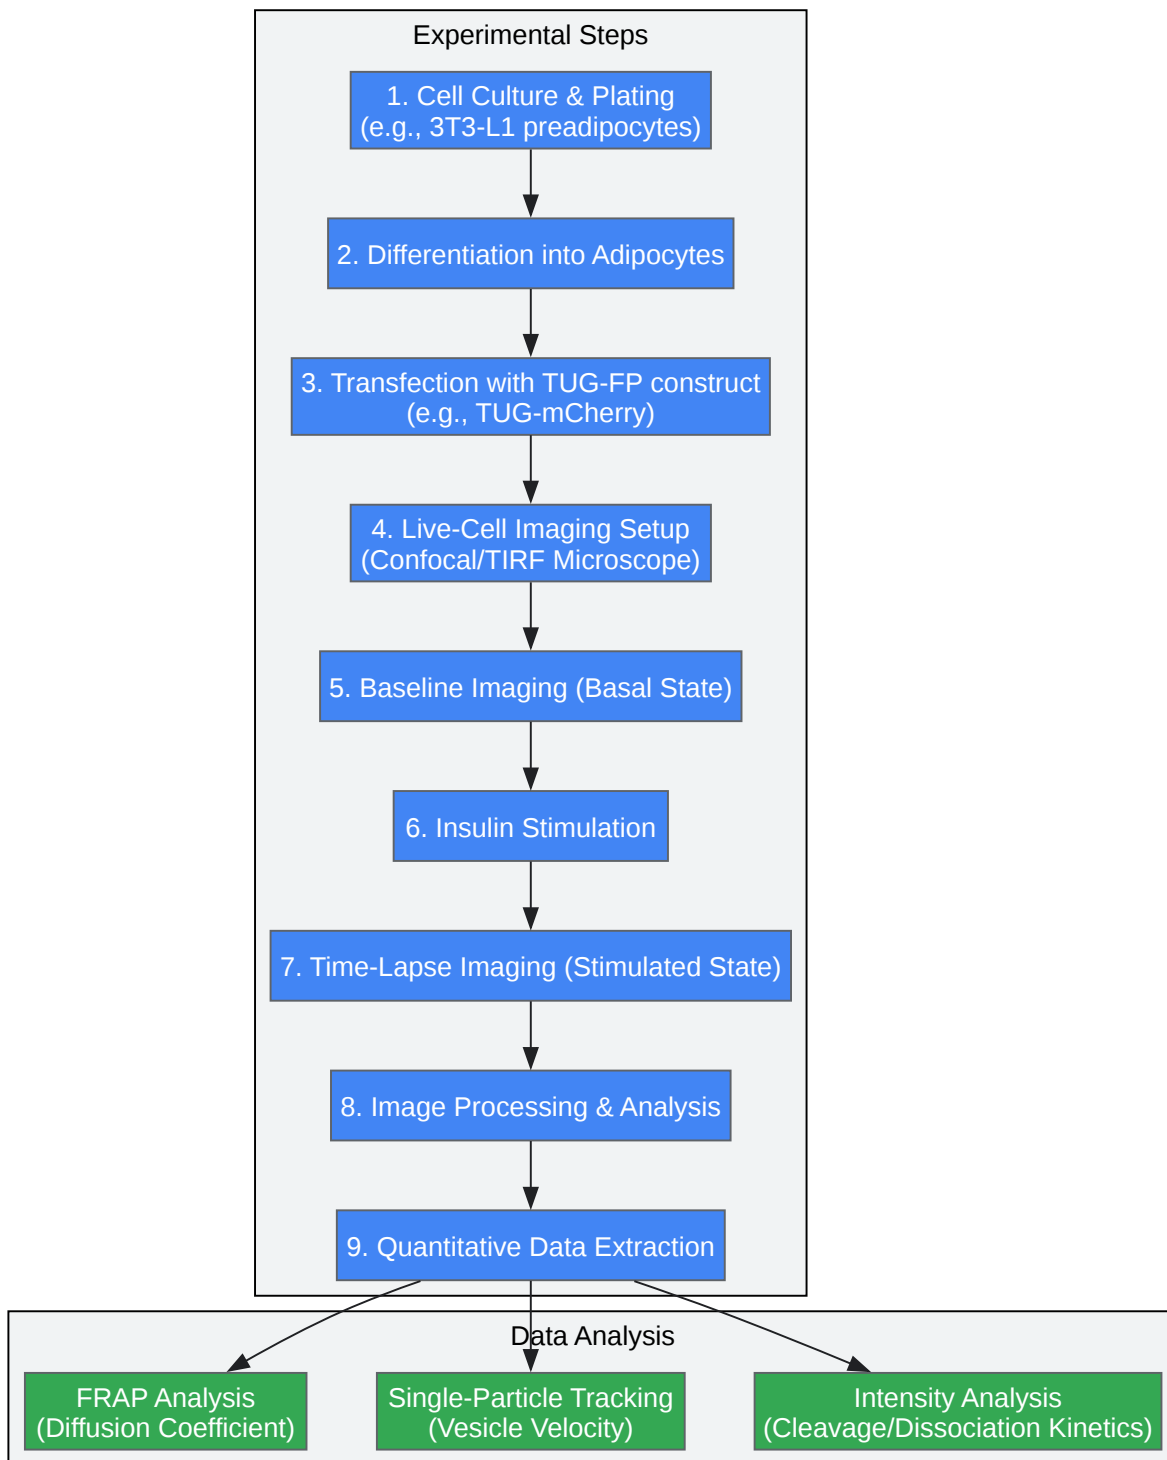 Experimental Steps
1. Cell Culture & Plating
(e.g., 3T3-L1 preadipocytes)
2. Differentiation into Adipocytes
3. Transfection with TUG-FP construct
(e.g., TUG-mCherry)
4. Live-Cell Imaging Setup
(Confocal/TIRF Microscope)
5. Baseline Imaging (Basal State)
6. Insulin Stimulation
7. Time-Lapse Imaging (Stimulated State)
8. Image Processing & Analysis
9. Quantitative Data Extraction
Data Analysis
FRAP Analysis
(Diffusion Coefficient)
Single-Particle Tracking
(Vesicle Velocity)
Intensity Analysis
(Cleavage/Dissociation Kinetics)